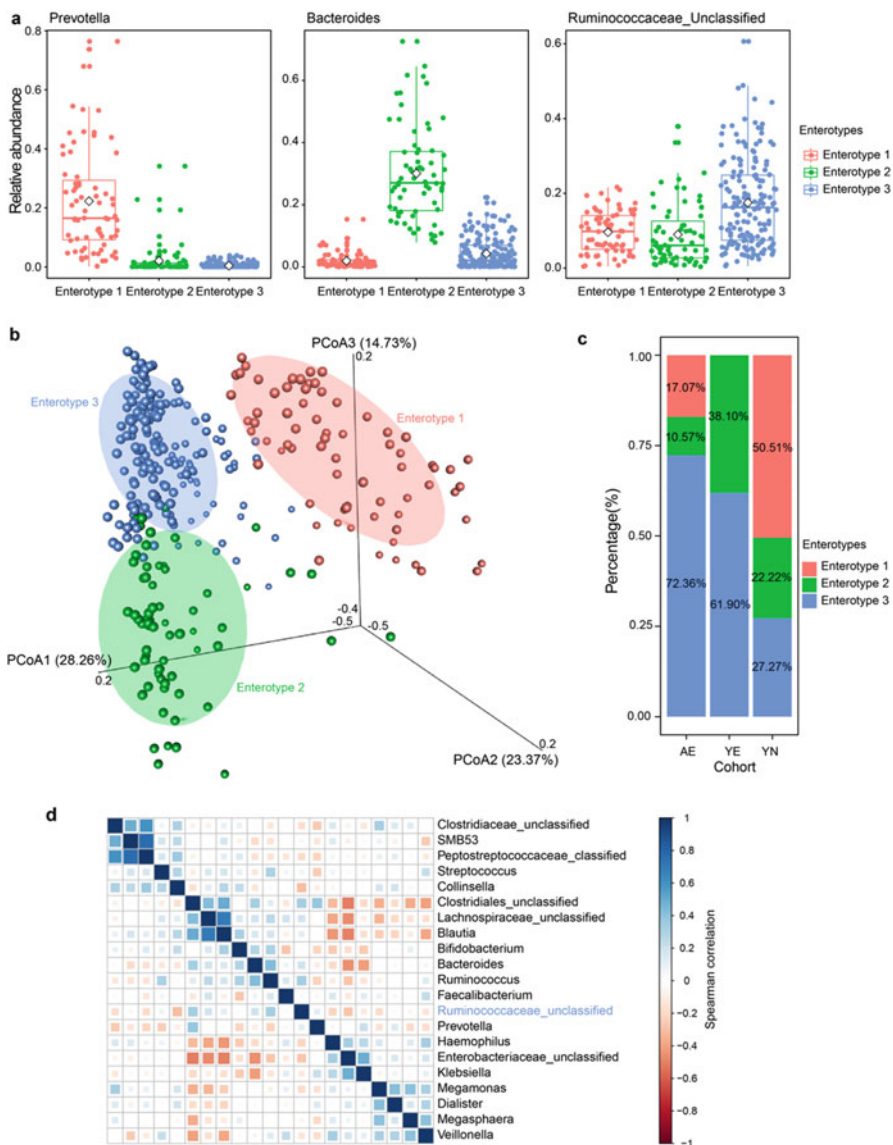 a
Prevotella
Bacteroides
Ruminococcaceae_Unclassified
Relative abundance
0.8
0.6
0.4
0.2
0.0
0.6
0.4
0.2
0.0
0.6
0.4
0.2
0.0
Enterotype 1 Enterotype 2 Enterotype 3
Enterotype 1 Enterotype 2 Enterotype 3
Enterotype 1 Enterotype 2 Enterotype 3
Enterotypes
Enterotype 1
Enterotype 2
Enterotype 3
b
PCoA3 (14.73%)
0.2
Enterotype 3
Enterotype 1
-0.4
-0.5
-0.5
PCoA1 (28.26%)
0.2
Enterotype 2
0.2
PCoA2 (23.37%)
c
Percentage(%)
1.00
0.75
0.50
0.25
0.00
17.07%
10.57%
72.36%
38.10%
61.90%
50.51%
22.22%
27.27%
AE YE YN
Cohort
Enterotypes
Enterotype 1
Enterotype 2
Enterotype 3
d
Clostridiaceae_unclassified
SMB53
Peptostreptococcaceae_classified
Streptococcus
Collinsella
Clostridiales_unclassified
Lachnospiraceae_unclassified
Blautia
Bifidobacterium
Bacteroides
Ruminococcus
Faecalibacterium
Ruminococcaceae_unclassified
Prevotella
Haemophilus
Enterobacteriaceae_unclassified
Klebsiella
Megamonas
Dialister
Megasphaera
Veillonella
1
0.8
0.6
0.4
0.2
0
−0.2
−0.4
−0.6
−0.8
−1
Spearman correlation